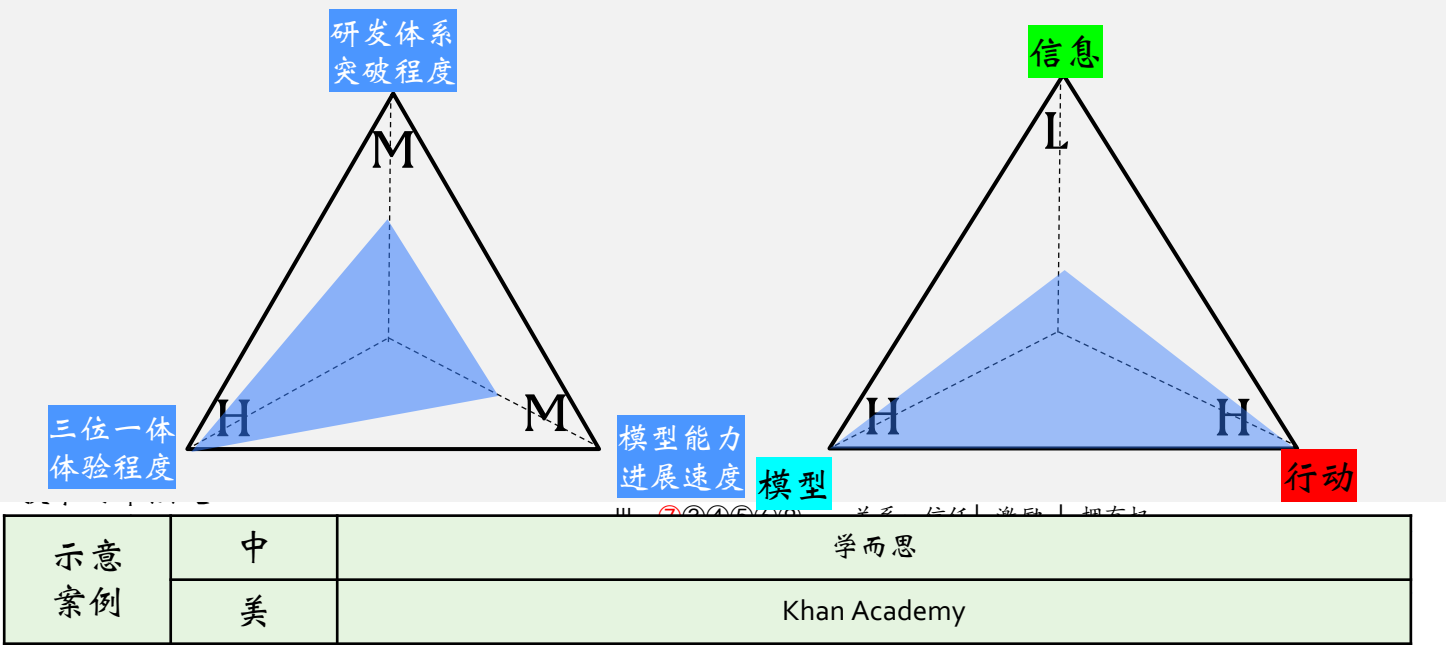 研发体系
突破程度
M
三位一体
体验程度
H
M
模型能力
进展速度
信息
L
H
H
模型
行动
示意
案例
中
学而思
美
Khan Academy